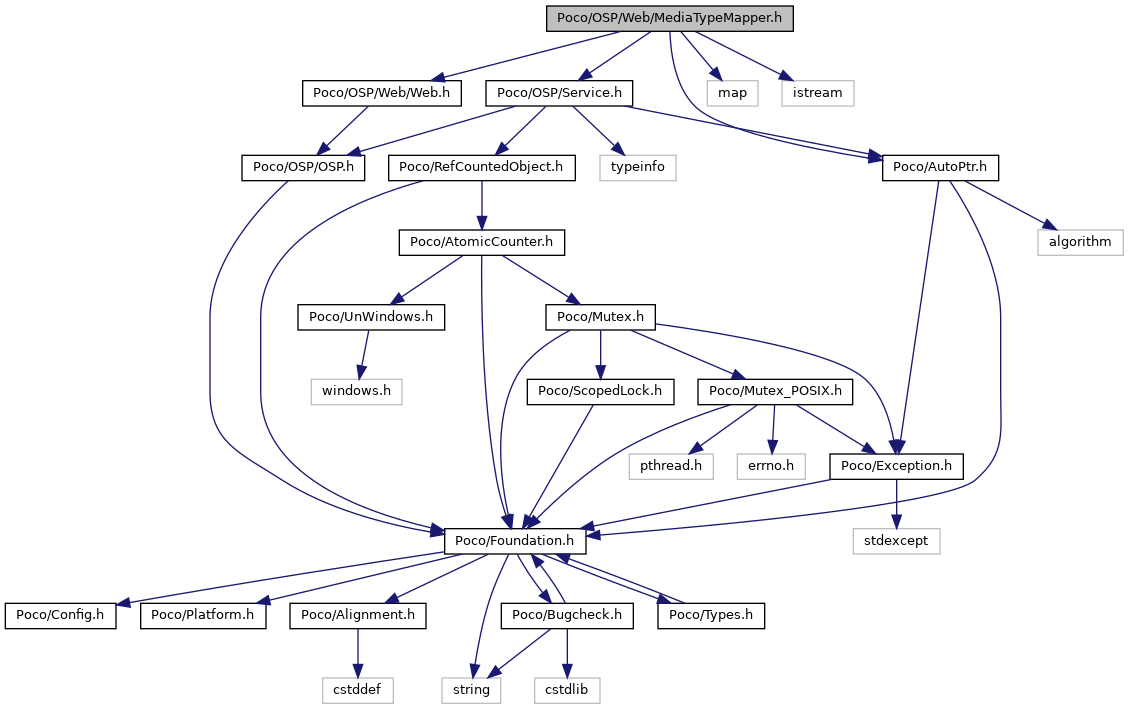 Poco/OSP/Web/MediaTypeMapper.h
Poco/OSP/Web/Web.h
Poco/OSP/Service.h
map
istream
Poco/OSP/OSP.h
Poco/RefCountedObject.h
typeinfo
Poco/AutoPtr.h
Poco/AtomicCounter.h
algorithm
Poco/UnWindows.h
Poco/Mutex.h
windows.h
Poco/ScopedLock.h
Poco/Mutex_POSIX.h
pthread.h
errno.h
Poco/Exception.h
Poco/Foundation.h
stdexcept
Poco/Config.h
Poco/Platform.h
Poco/Alignment.h
Poco/Bugcheck.h
Poco/Types.h
cstddef
string
cstdlib